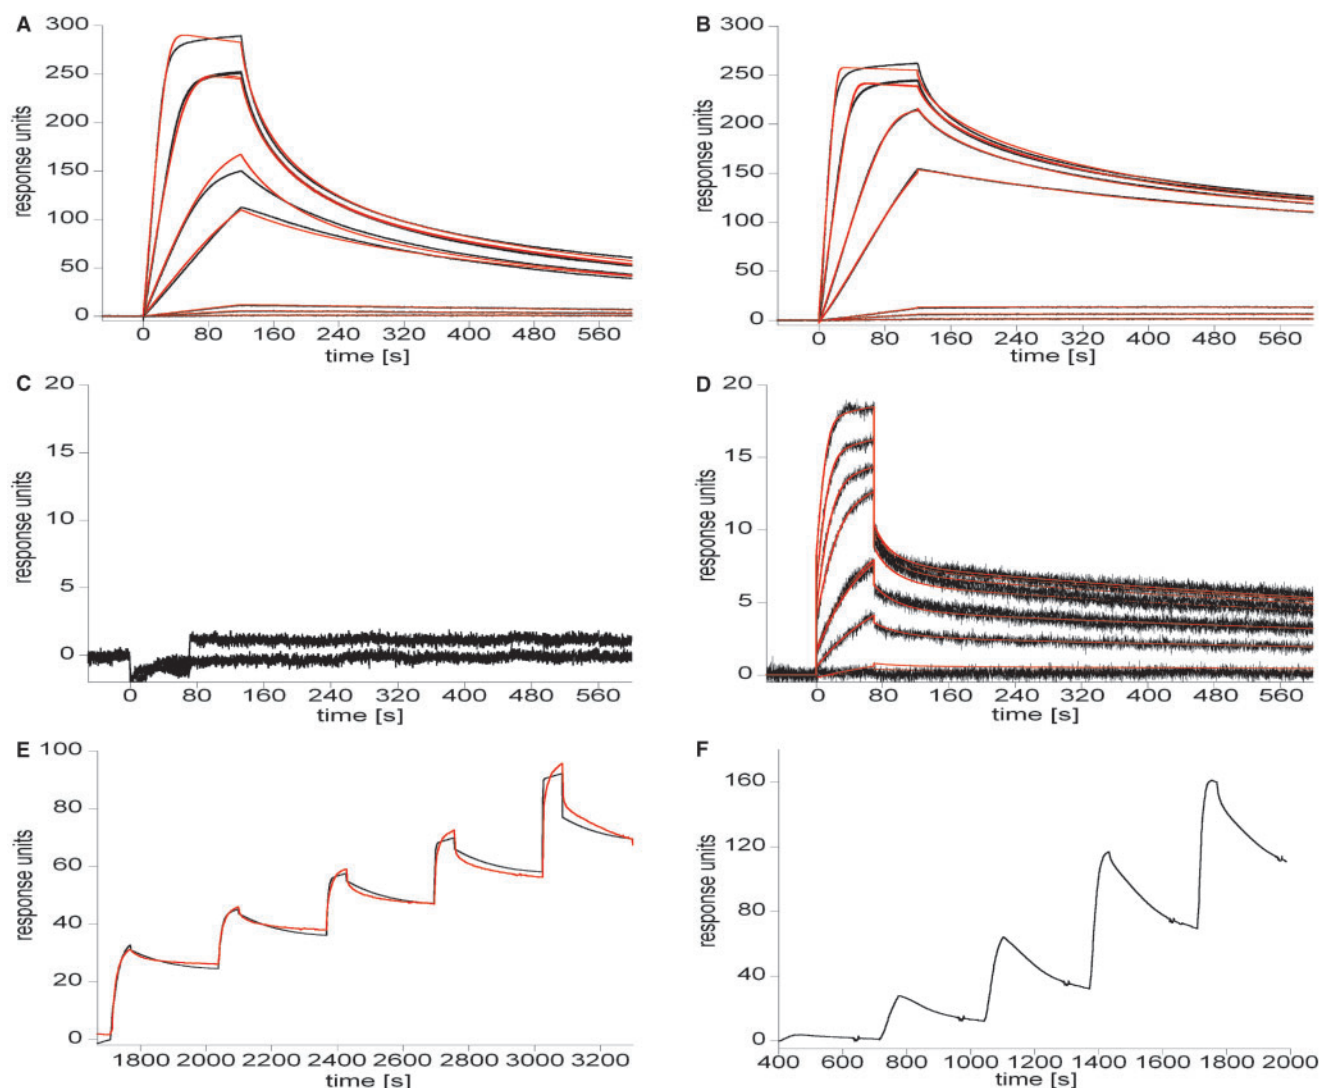 A
300
250
200
150
100
50
0
response units
0 80 160 240 320 400 480 560
time [s]
B
300
250
200
150
100
50
0
response units
0 80 160 240 320 400 480 560
time [s]
C
20
15
10
5
0
response units
0 80 160 240 320 400 480 560
time [s]
D
20
15
10
5
0
response units
0 80 160 240 320 400 480 560
time [s]
E
100
80
60
40
20
0
response units
1800 2000 2200 2400 2600 2800 3000 3200
time [s]
F
160
120
80
40
0
response units
400 600 800 1000 1200 1400 1600 1800 2000
time [s]